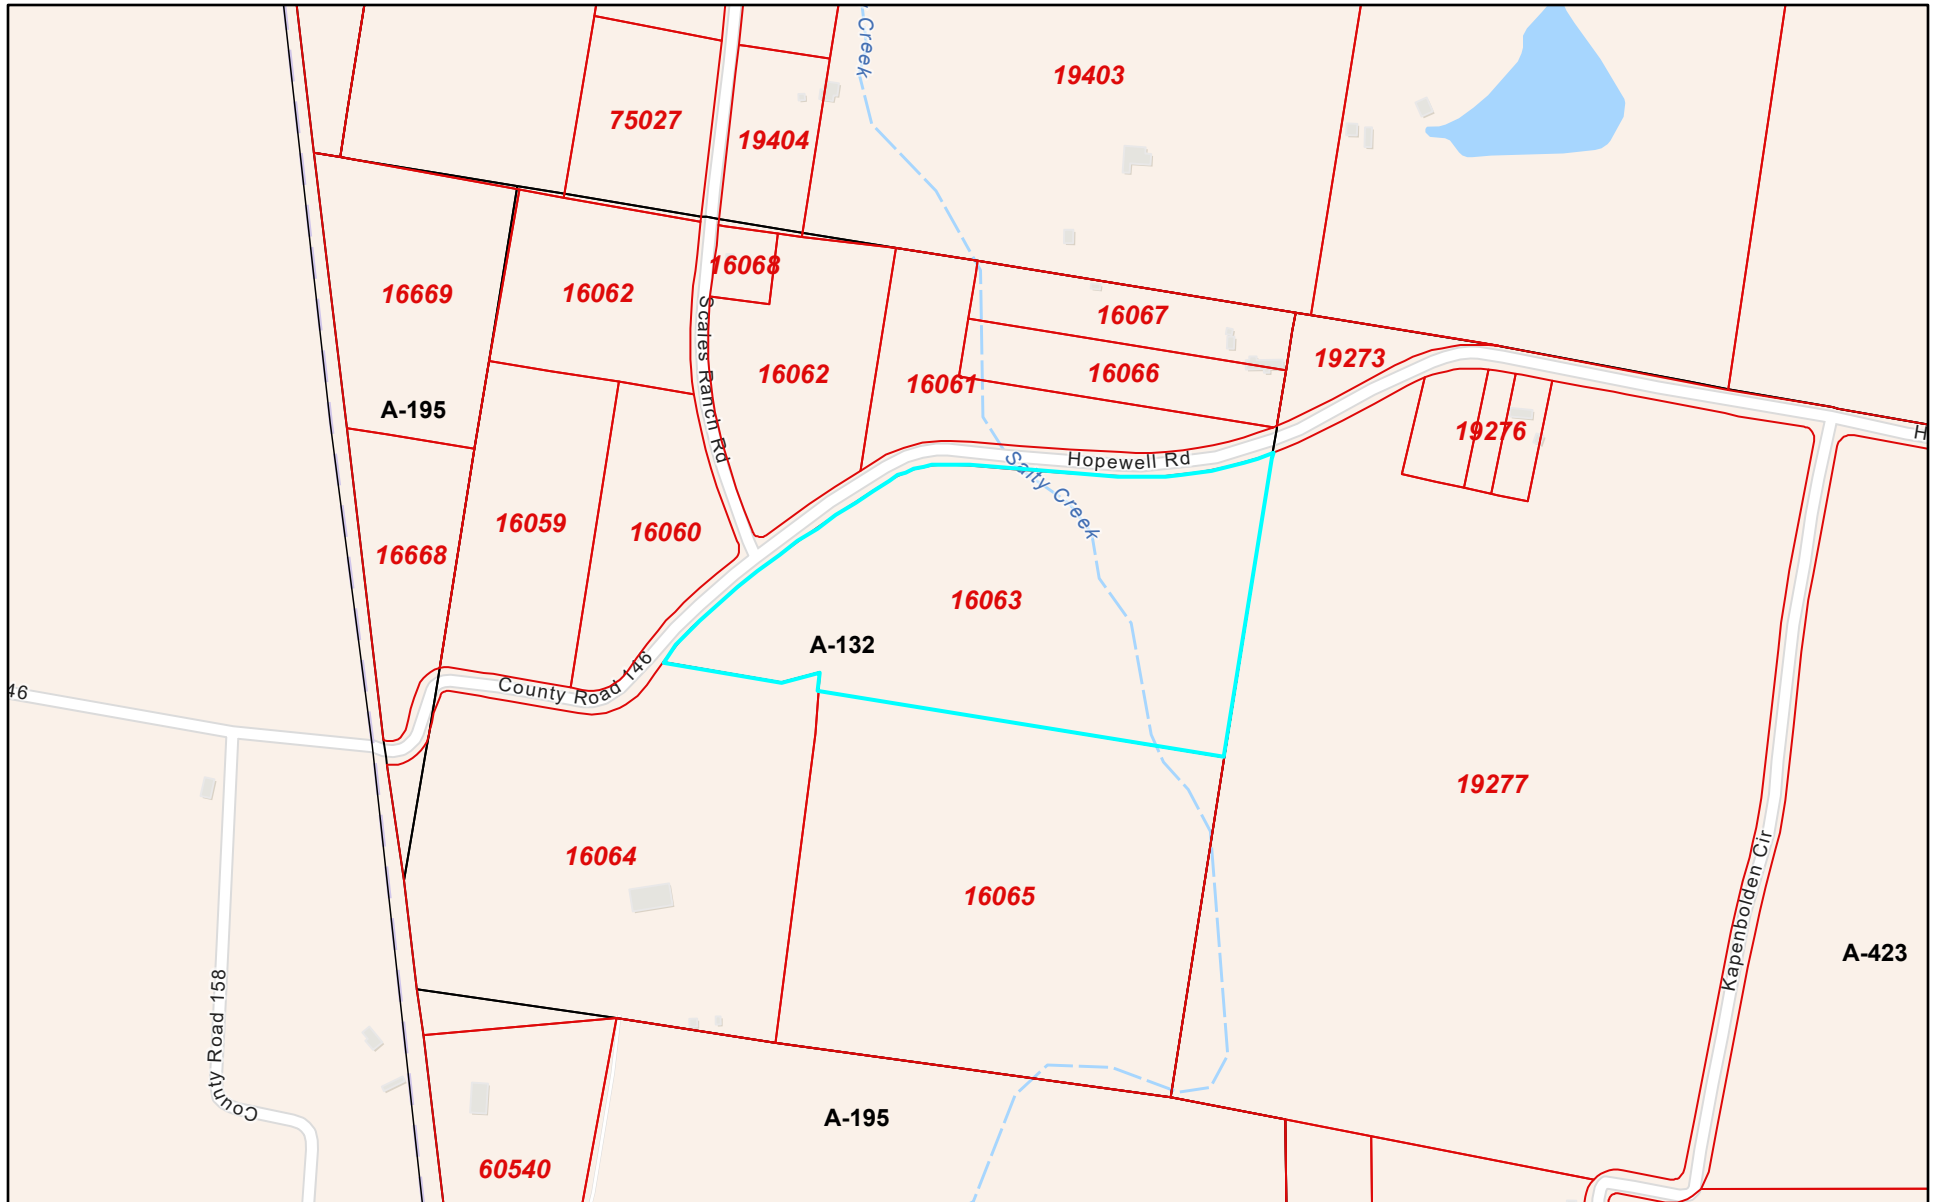 Creek
19403
75027
19404
16068
16669
16062
16067
19273
16062
16066
16061
A-195
Scales Ranch Rd
19276
H
Hopewell Rd
Salty Creek
16059
16060
16668
16063
A-132
County Road 146
46
19277
16064
16065
Kapenbolden Cir
A-423
County Road 158
A-195
60540